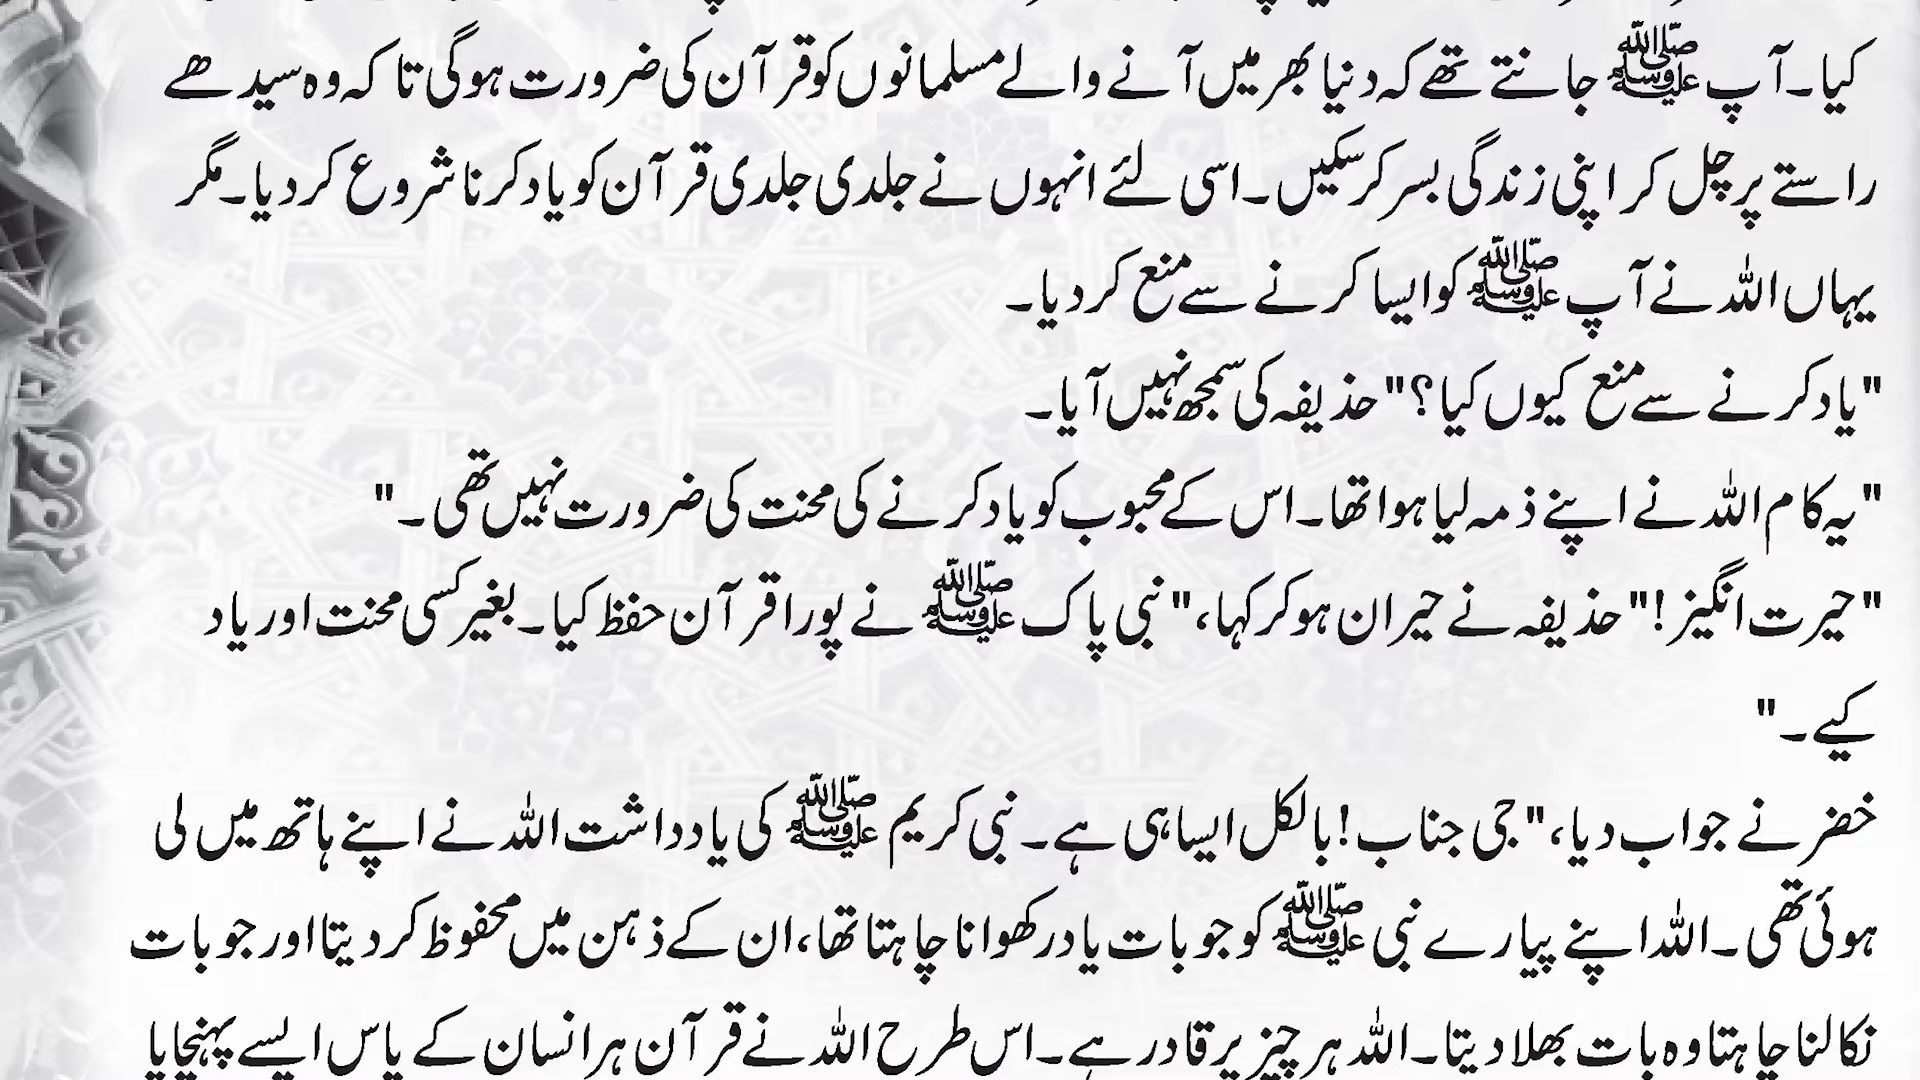 کیا۔ آپ ﷺ جانتے تھے کہ دنیا بھر میں آنے والے مسلمانوں کو قرآن کی ضرورت ہوگی تاکہ وہ سیدھے
راستے پر چل کر اپنی زندگی بسر کر سکیں۔ اسی لئے انہوں نے جلدی جلدی قرآن کو یاد کرنا شروع کر دیا۔ مگر
یہاں اللہ نے آپ ﷺ کو ایسا کرنے سے منع کر دیا۔
"یاد کرنے سے منع کیوں کیا؟" حذیفہ کی سمجھ نہیں آیا۔
"یہ کام اللہ نے اپنے ذمہ لیا ہوا تھا۔ اس کے محبوب کو یاد کرنے کی محنت کی ضرورت نہیں تھی۔"
"حیرت انگیز!" حذیفہ نے حیران ہو کر کہا، "نبی پاک ﷺ نے پورا قرآن حفظ کیا۔ بغیر کسی محنت اور یاد
کیے۔"
خضر نے جواب دیا، "جی جناب! بالکل ایسا ہی ہے۔ نبی کریم ﷺ کی یادداشت اللہ نے اپنے ہاتھ میں لی
ہوئی تھی۔ اللہ اپنے پیارے نبی ﷺ کو جو بات یاد رکھوانا چاہتا تھا، ان کے ذہن میں محفوظ کر دیتا اور جو بات
نکالنا چاہتا وہ بات بھلا دیتا۔ اللہ ہر چیز پر قادر ہے۔ اس طرح اللہ نے قرآن ہر انسان کے پاس ایسے پہنچایا